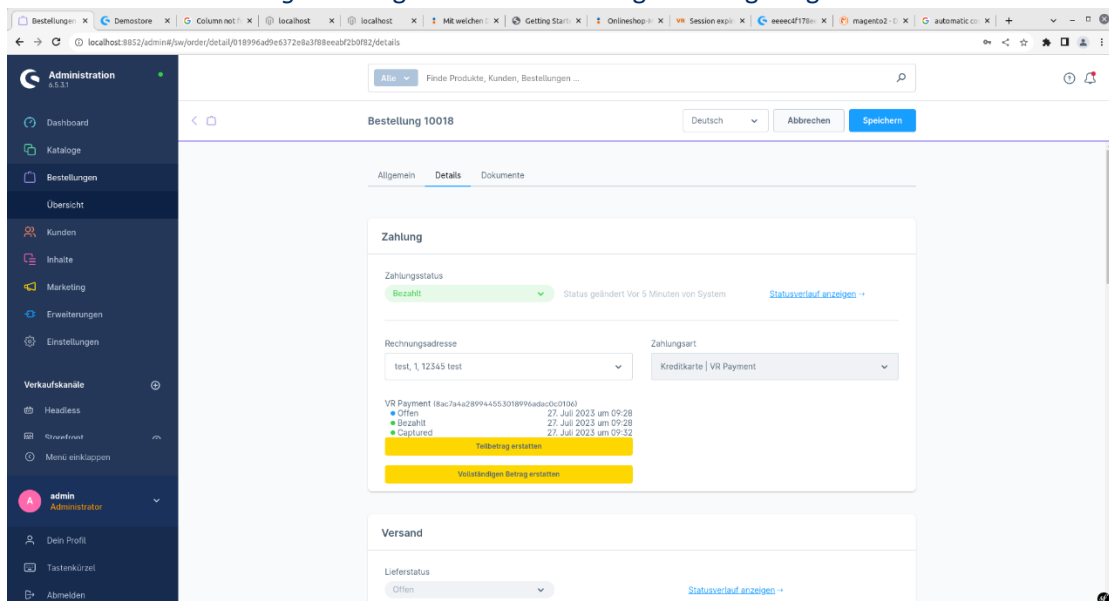 Bestellungen
Demostore
Column not f
localhost
localhost
Mit welchen
Getting Start
Onlineshop-
Session expir
eeeec4f178e
magento2 - D
automatic co
localhost:8852/admin#/sw/order/detail/018996ad9e6372e8a3f88eeabf2b0f82/details
Administration
6.5.3.1
Alle
Finde Produkte, Kunden, Bestellungen ...
Dashboard
Kataloge
Bestellungen
Übersicht
Kunden
Inhalte
Marketing
Erweiterungen
Einstellungen
Verkaufskanäle
Headless
Storefront
Menü einklappen
A
admin
Administrator
Dein Profil
Tastenkürzel
Abmelden
Bestellung 10018
Deutsch
Abbrechen
Speichern
Allgemein Details Dokumente
Zahlung
Zahlungsstatus
Bezahlt Status geändert Vor 5 Minuten von System Statusverlauf anzeigen →
Rechnungsadresse Zahlungsart
test, 1, 12345 test Kreditkarte | VR Payment
VR Payment (8ac7a4a289944553018996adac0c0106)
Offen 27. Juli 2023 um 09:28
Bezahlt 27. Juli 2023 um 09:28
Captured 27. Juli 2023 um 09:32
Teilbetrag erstatten
Vollständigen Betrag erstatten
Versand
Lieferstatus
Offen Statusverlauf anzeigen →
sf